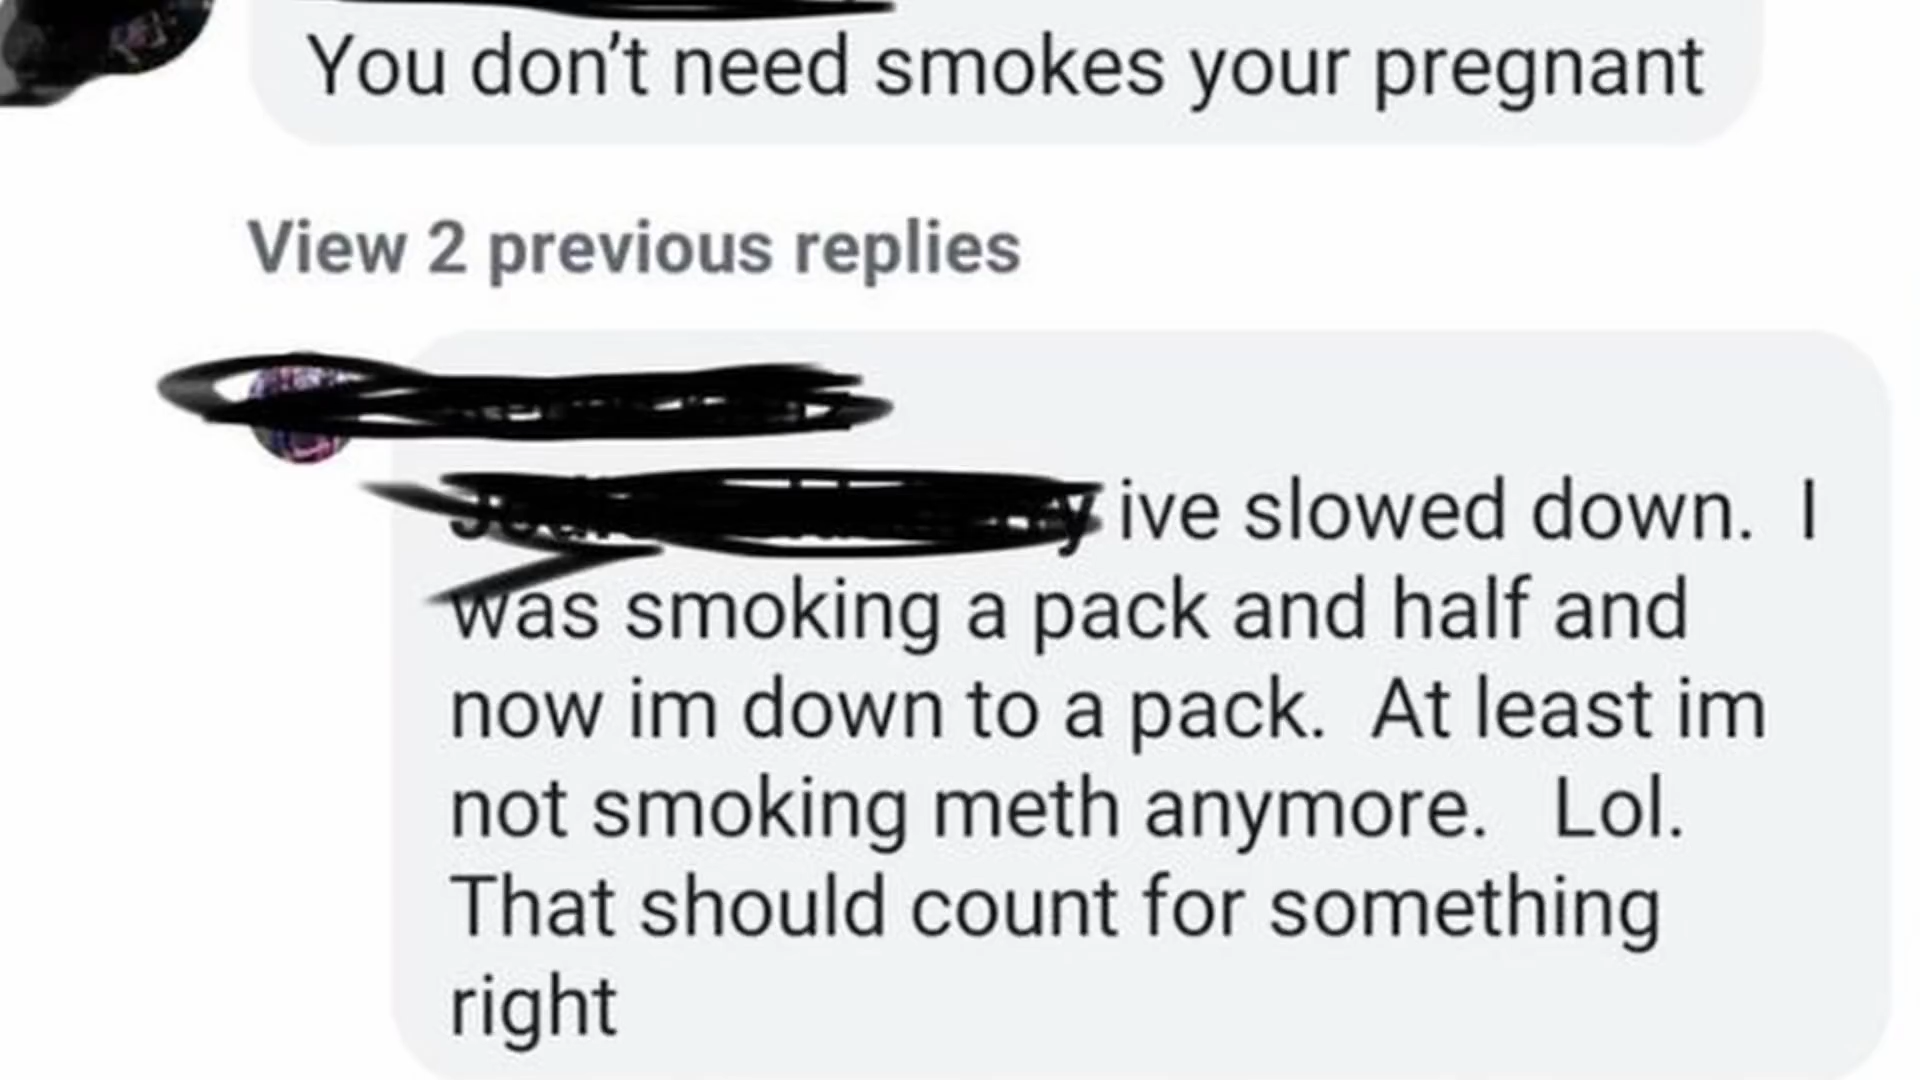 You don't need smokes your pregnant
View 2 previous replies
ive slowed down. I
was smoking a pack and half and
now im down to a pack. At least im
not smoking meth anymore. Lol.
That should count for something
right